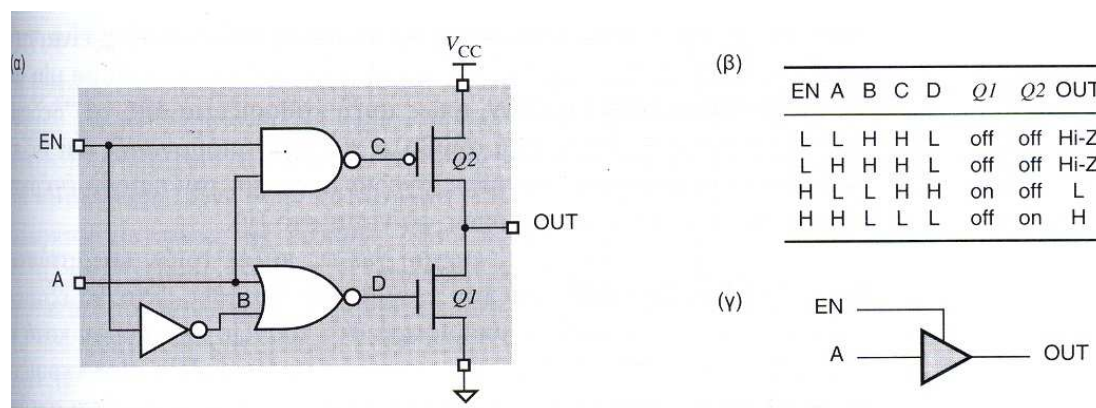 (α)
V_CC
EN
C
Q2
OUT
A
B
D
Q1
(β)
EN A B C D Q1 Q2 OUT
L L H H L off off Hi-Z
L H H H L off off Hi-Z
H L L H H on off L
H H L L L off on H
(γ)
EN
A
OUT